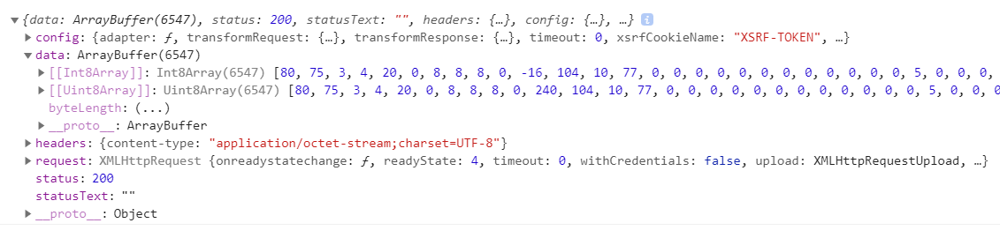 ▼{data: ArrayBuffer(6547), status: 200, statusText: "", headers: {…}, config: {…}, …} i
▶config: {adapter: ƒ, transformRequest: {…}, transformResponse: {…}, timeout: 0, xsrfCookieName: "XSRF-TOKEN", …}
▼data: ArrayBuffer(6547)
▶[[Int8Array]]: Int8Array(6547) [80, 75, 3, 4, 20, 0, 8, 8, 8, 0, -16, 104, 10, 77, 0, 0, 0, 0, 0, 0, 0, 0, 0, 0, 0, 0, 5, 0, 0, 0,
▶[[Uint8Array]]: Uint8Array(6547) [80, 75, 3, 4, 20, 0, 8, 8, 8, 0, 240, 104, 10, 77, 0, 0, 0, 0, 0, 0, 0, 0, 0, 0, 0, 0, 5, 0, 0, 0
byteLength: (...)
▶__proto__: ArrayBuffer
▶headers: {content-type: "application/octet-stream;charset=UTF-8"}
▶request: XMLHttpRequest {onreadystatechange: ƒ, readyState: 4, timeout: 0, withCredentials: false, upload: XMLHttpRequestUpload, …}
status: 200
statusText: ""
▶__proto__: Object